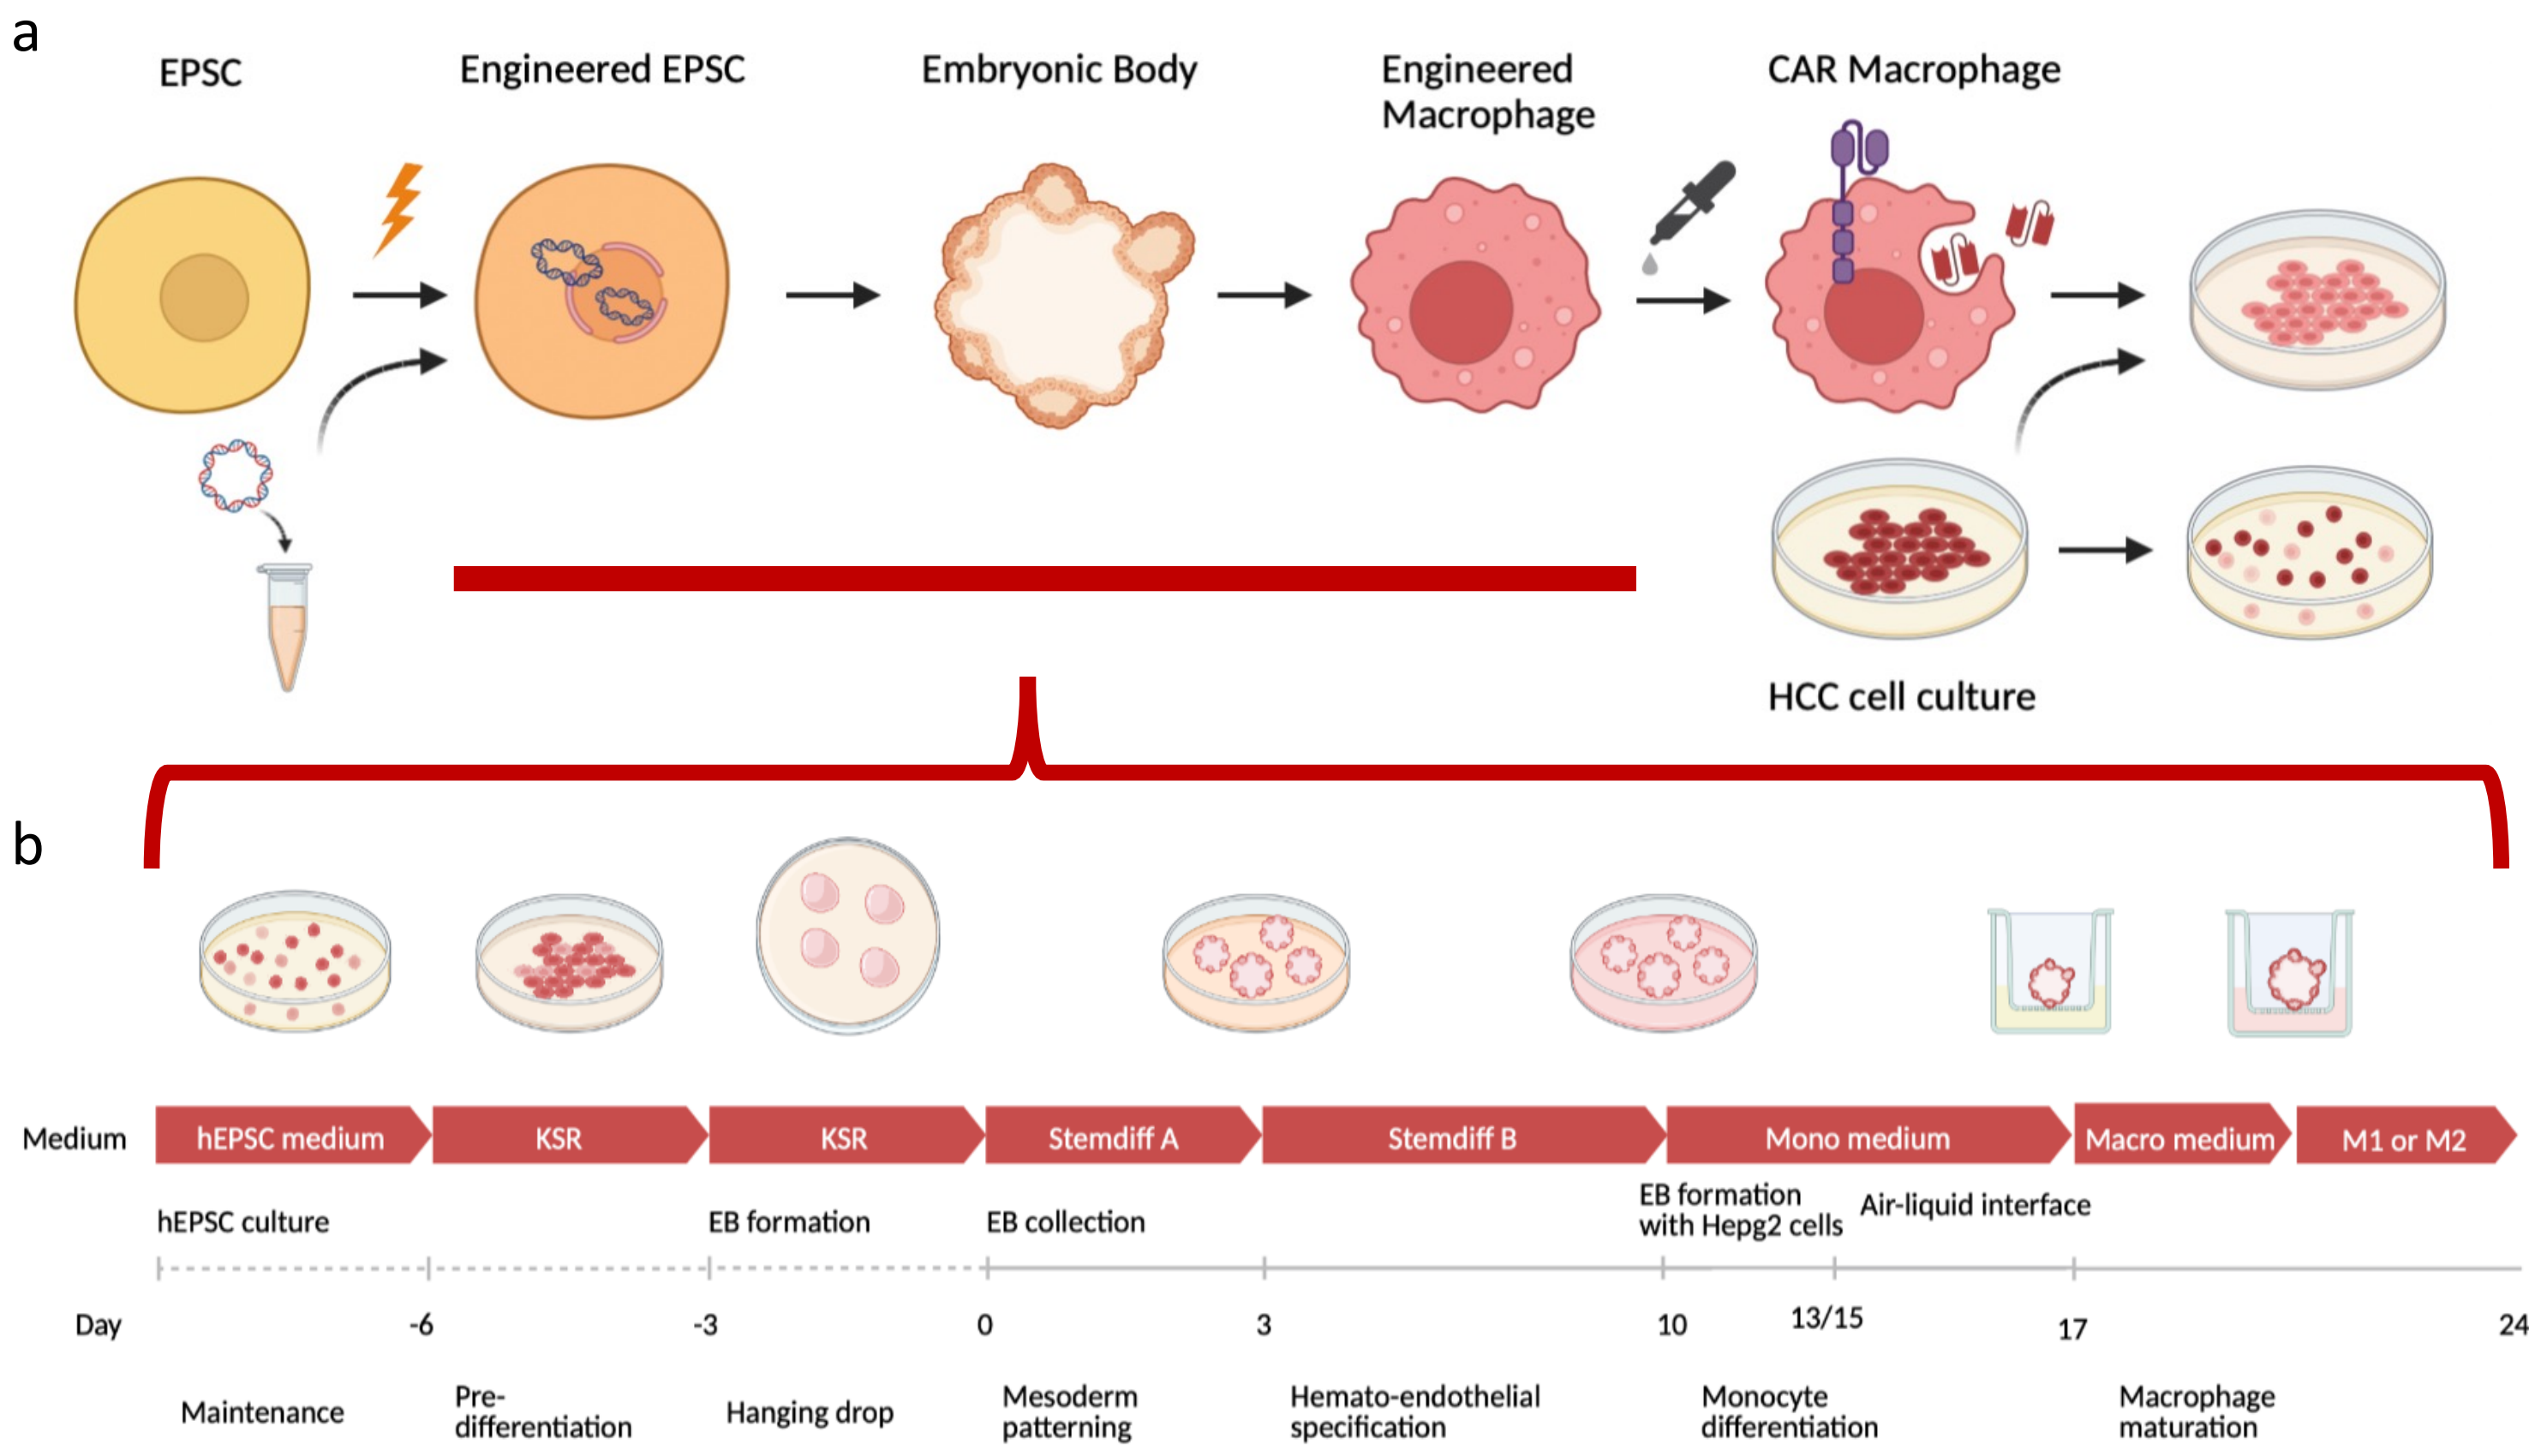 a
EPSC
Engineered EPSC
Embryonic Body
Engineered
Macrophage
CAR Macrophage
HCC cell culture
b
Medium
hEPSC medium
KSR
KSR
Stemdiff A
Stemdiff B
Mono medium
Macro medium
M1 or M2
hEPSC culture
EB formation
EB collection
EB formation
with Hepg2 cells
Air-liquid interface
Day
-6
-3
0
3
10
13/15
17
24
Maintenance
Pre-
differentiation
Hanging drop
Mesoderm
patterning
Hemato-endothelial
specification
Monocyte
differentiation
Macrophage
maturation